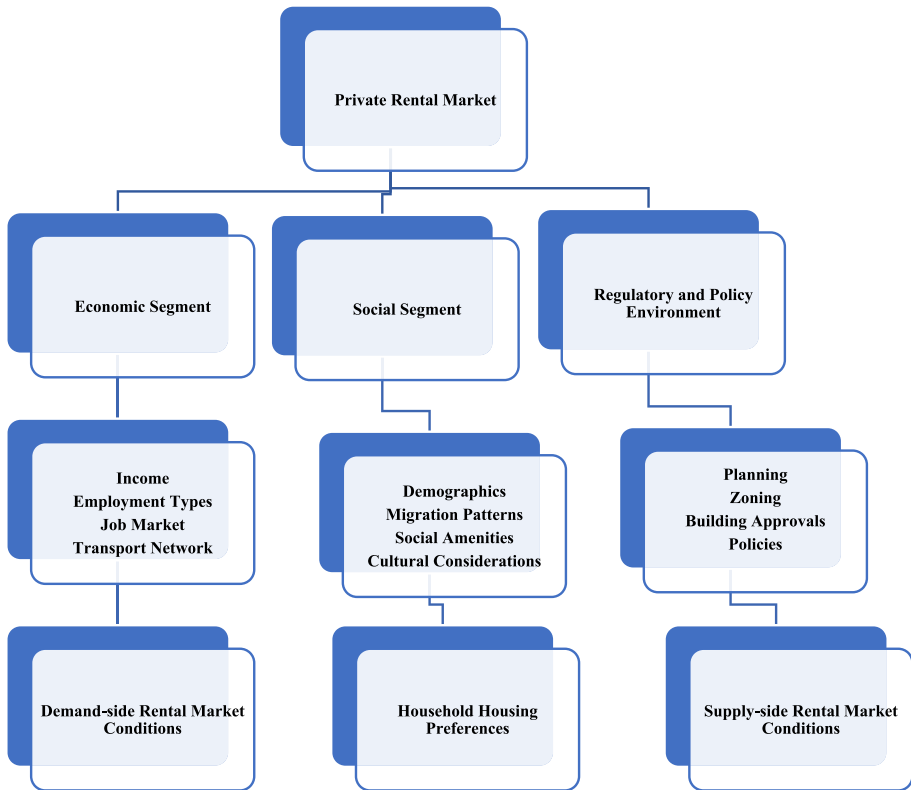 Private Rental Market
Economic Segment
Social Segment
Regulatory and Policy
Environment
Income
Employment Types
Job Market
Transport Network
Demographics
Migration Patterns
Social Amenities
Cultural Considerations
Planning
Zoning
Building Approvals
Policies
Demand-side Rental Market
Conditions
Household Housing
Preferences
Supply-side Rental Market
Conditions